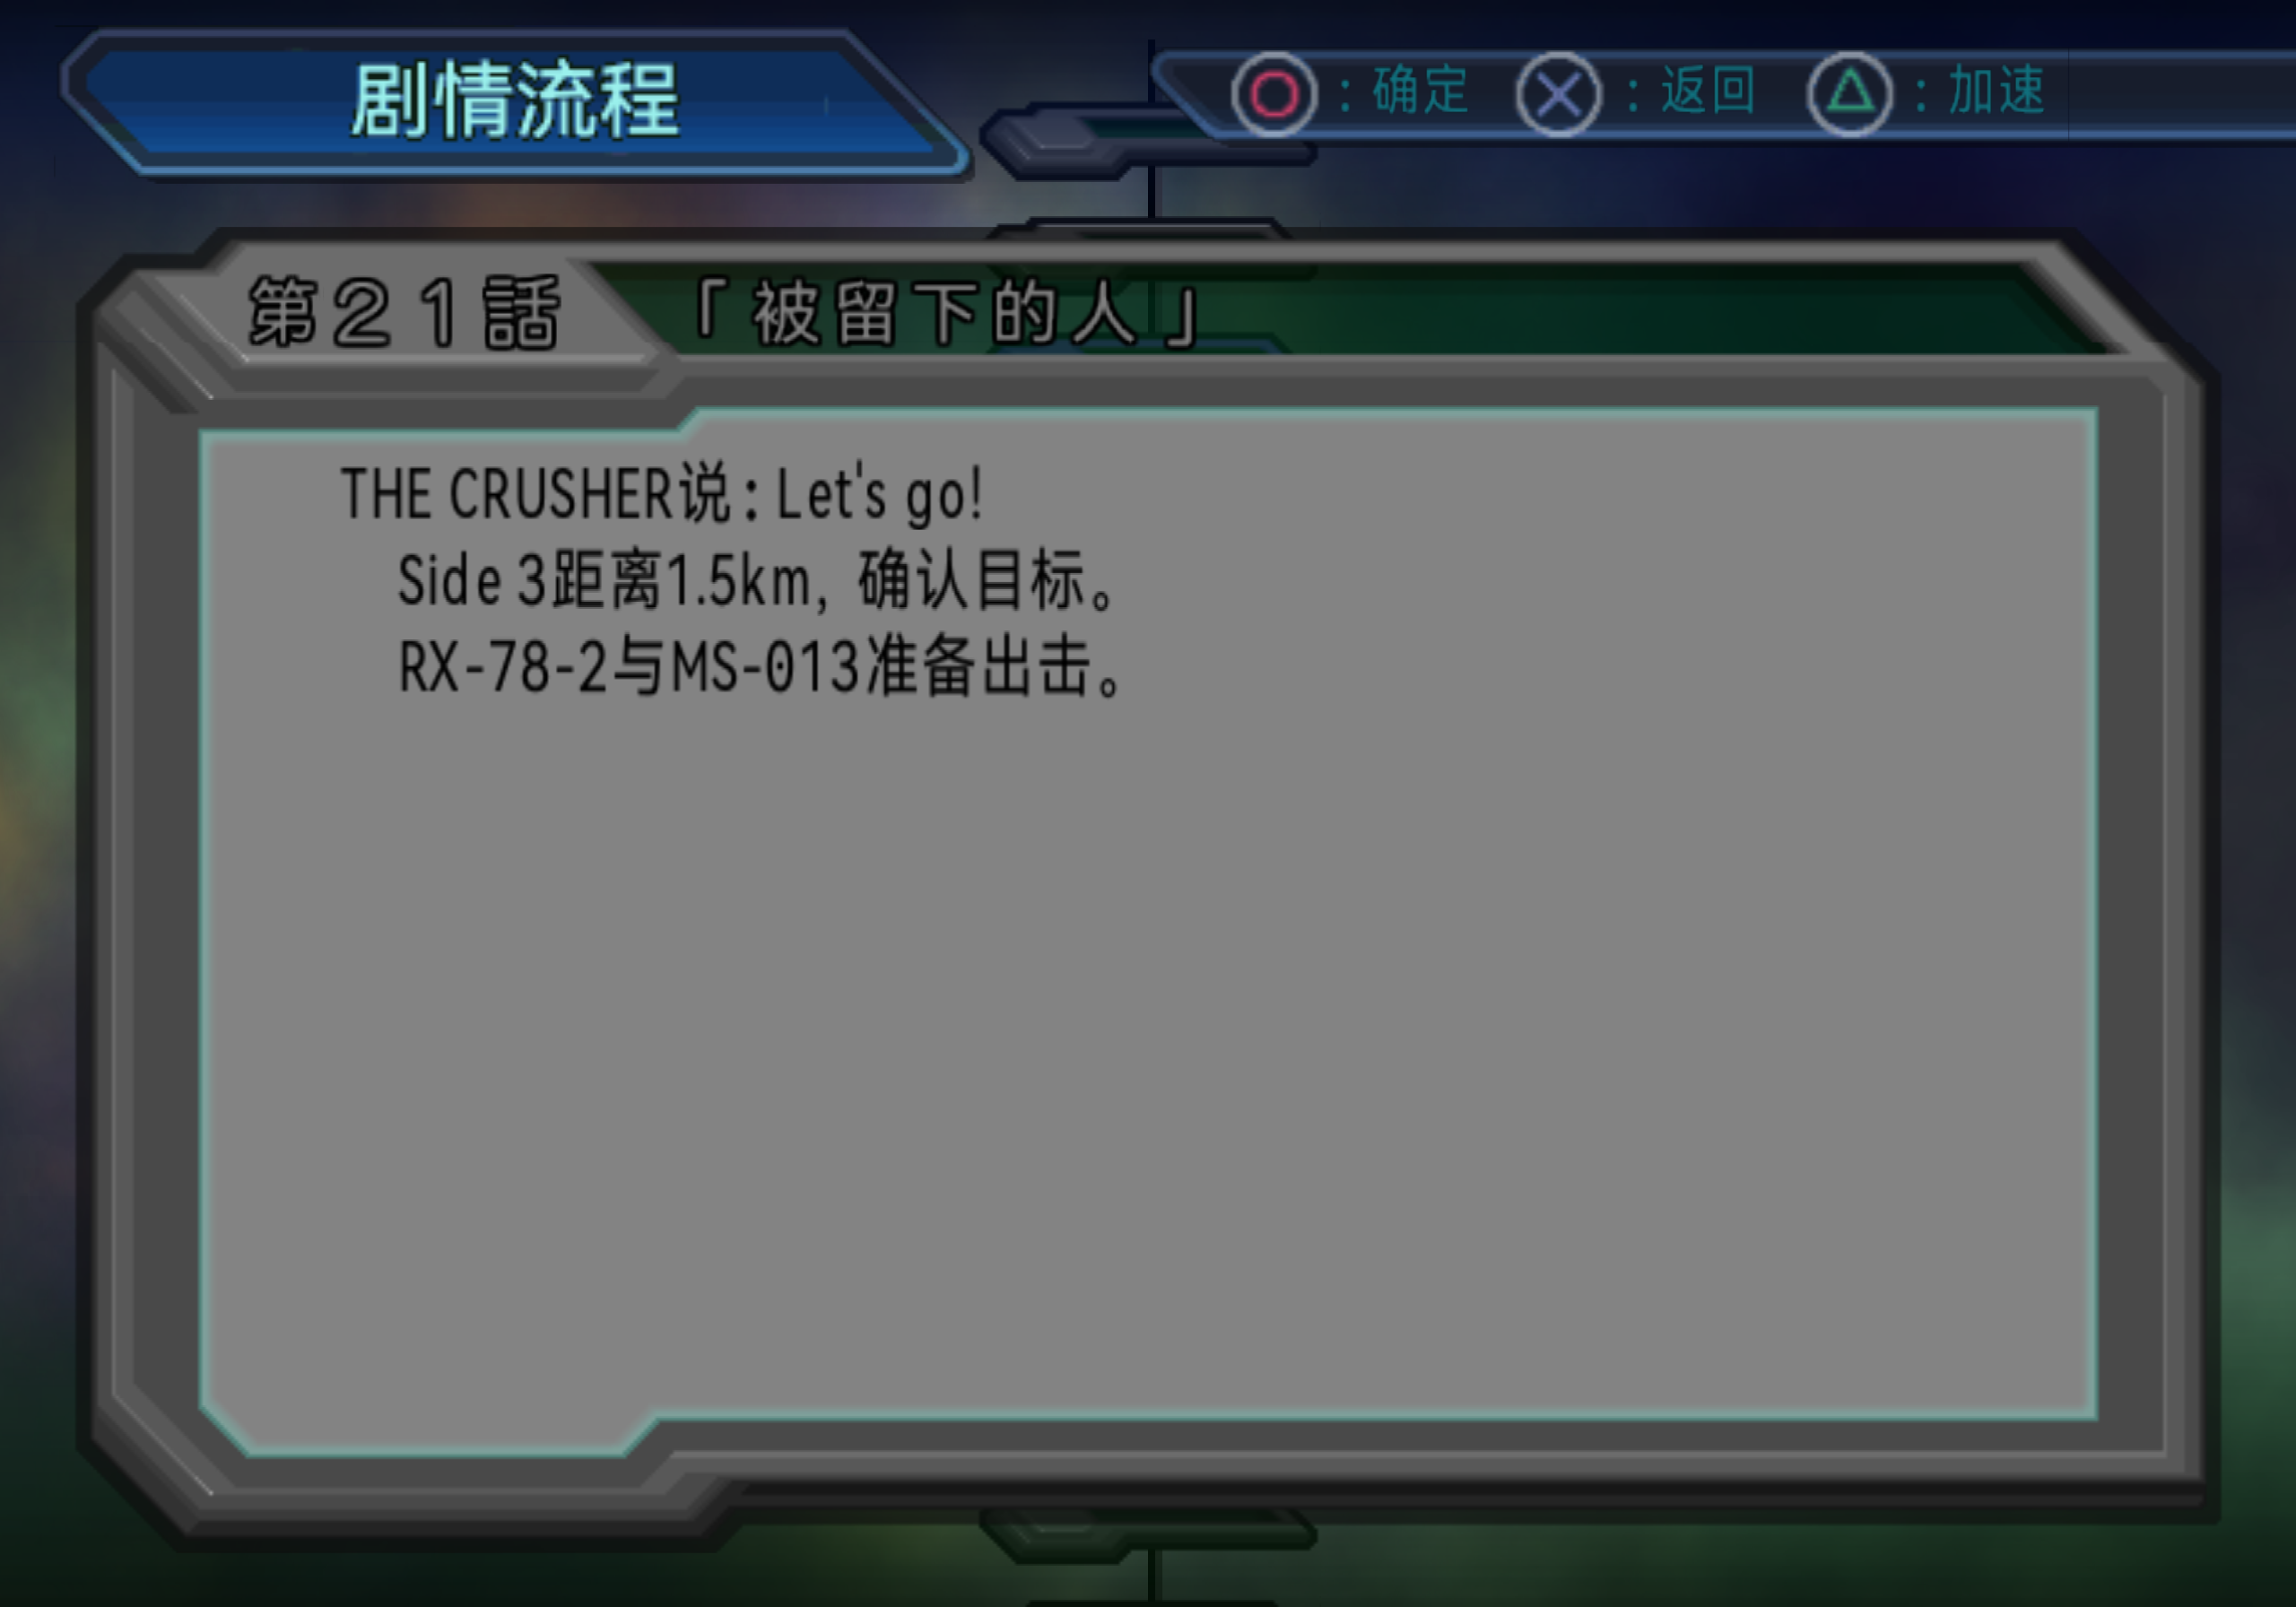 剧情流程
：确定 ：返回 ：加速
第２１話 「被留下的人」
THE CRUSHER说：Let's go!
Side 3距离1.5km，确认目标。
RX-78-2与MS-013准备出击。